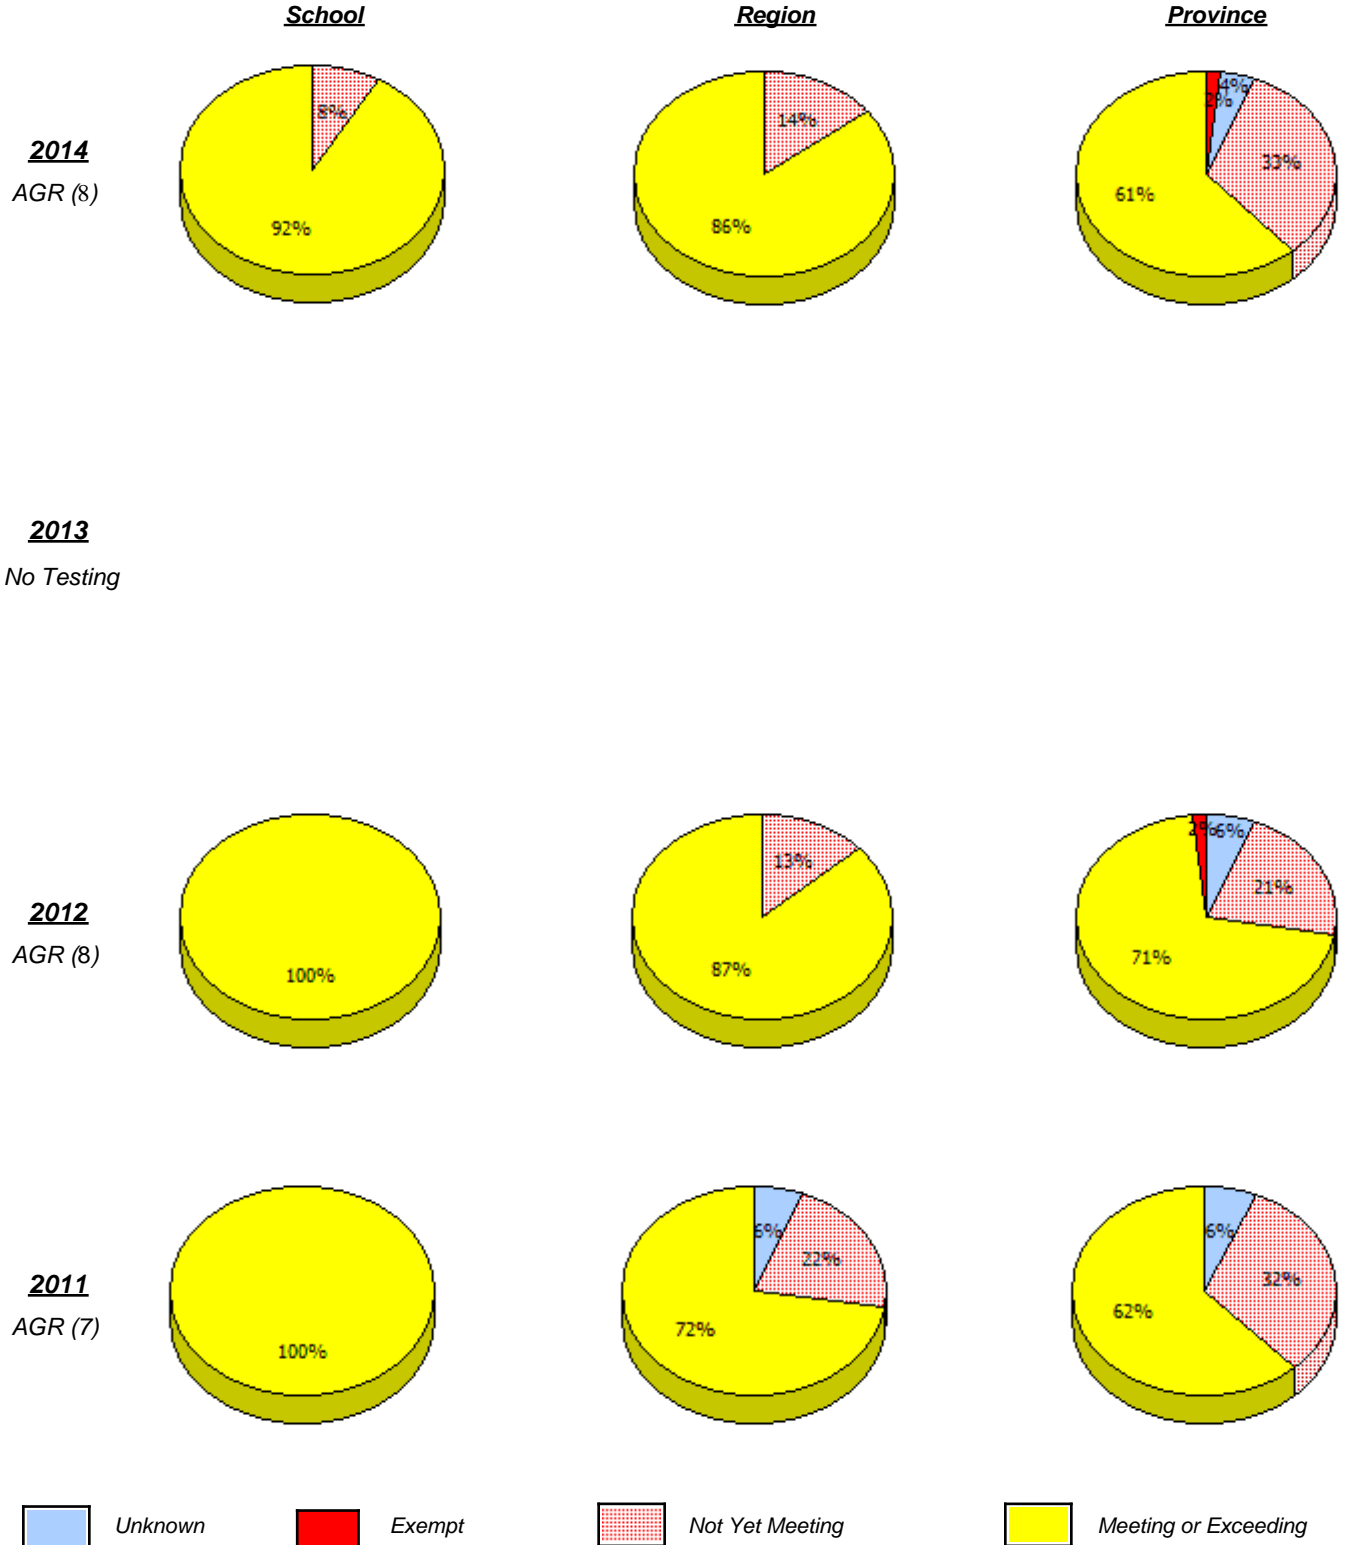 School Region Province
8% 14% 2% 4% 33%
2014
AGR (8)
92% 86% 61%
2013
No Testing
13% 2% 6% 21%
2012
AGR (8)
100% 87% 71%
6% 22% 6% 32%
2011
AGR (7)
100% 72% 62%
Unknown Exempt Not Yet Meeting Meeting or Exceeding